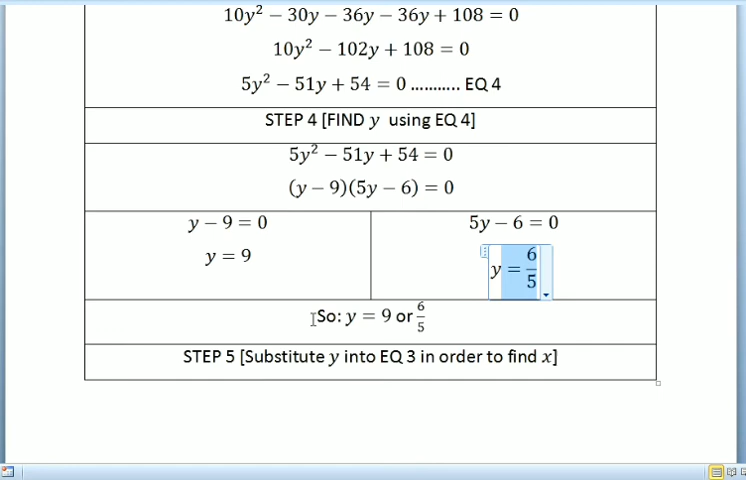 10y² − 30y − 36y − 36y + 108 = 0
10y² − 102y + 108 = 0
5y² − 51y + 54 = 0 ........... EQ 4
STEP 4 [FIND y using EQ 4]
5y² − 51y + 54 = 0
(y − 9)(5y − 6) = 0
y − 9 = 0
y = 9
5y − 6 = 0
y = 6/5
So: y = 9 or 6/5
STEP 5 [Substitute y into EQ 3 in order to find x]